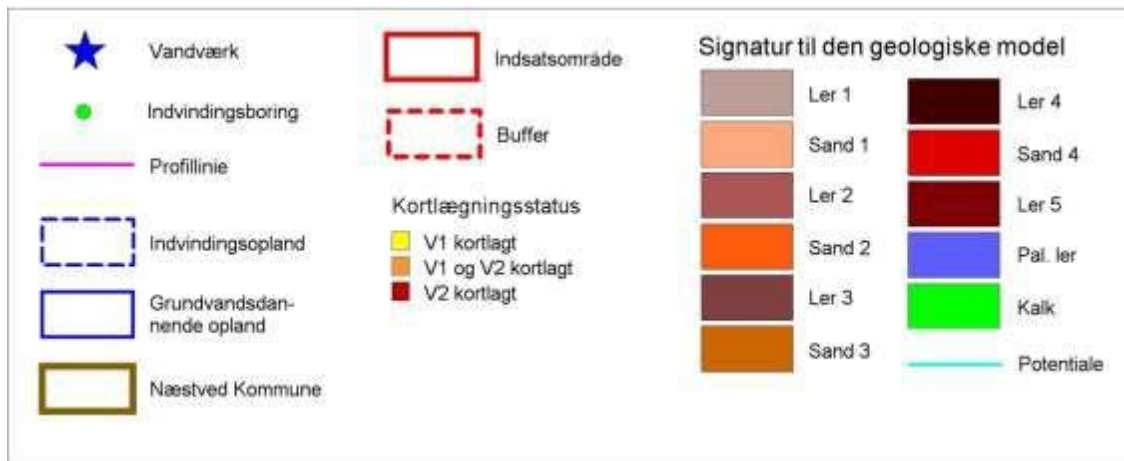 Vandværk
Indvindingsboring
Profillinie
Indvindingsopland
Grundvandsdan-
nende opland
Næstved Kommune
Indsatsområde
Buffer
Kortlægningsstatus
V1 kortlagt
V1 og V2 kortlagt
V2 kortlagt
Signatur til den geologiske model
Ler 1
Sand 1
Ler 2
Sand 2
Ler 3
Sand 3
Ler 4
Sand 4
Ler 5
Pal. ler
Kalk
Potentiale